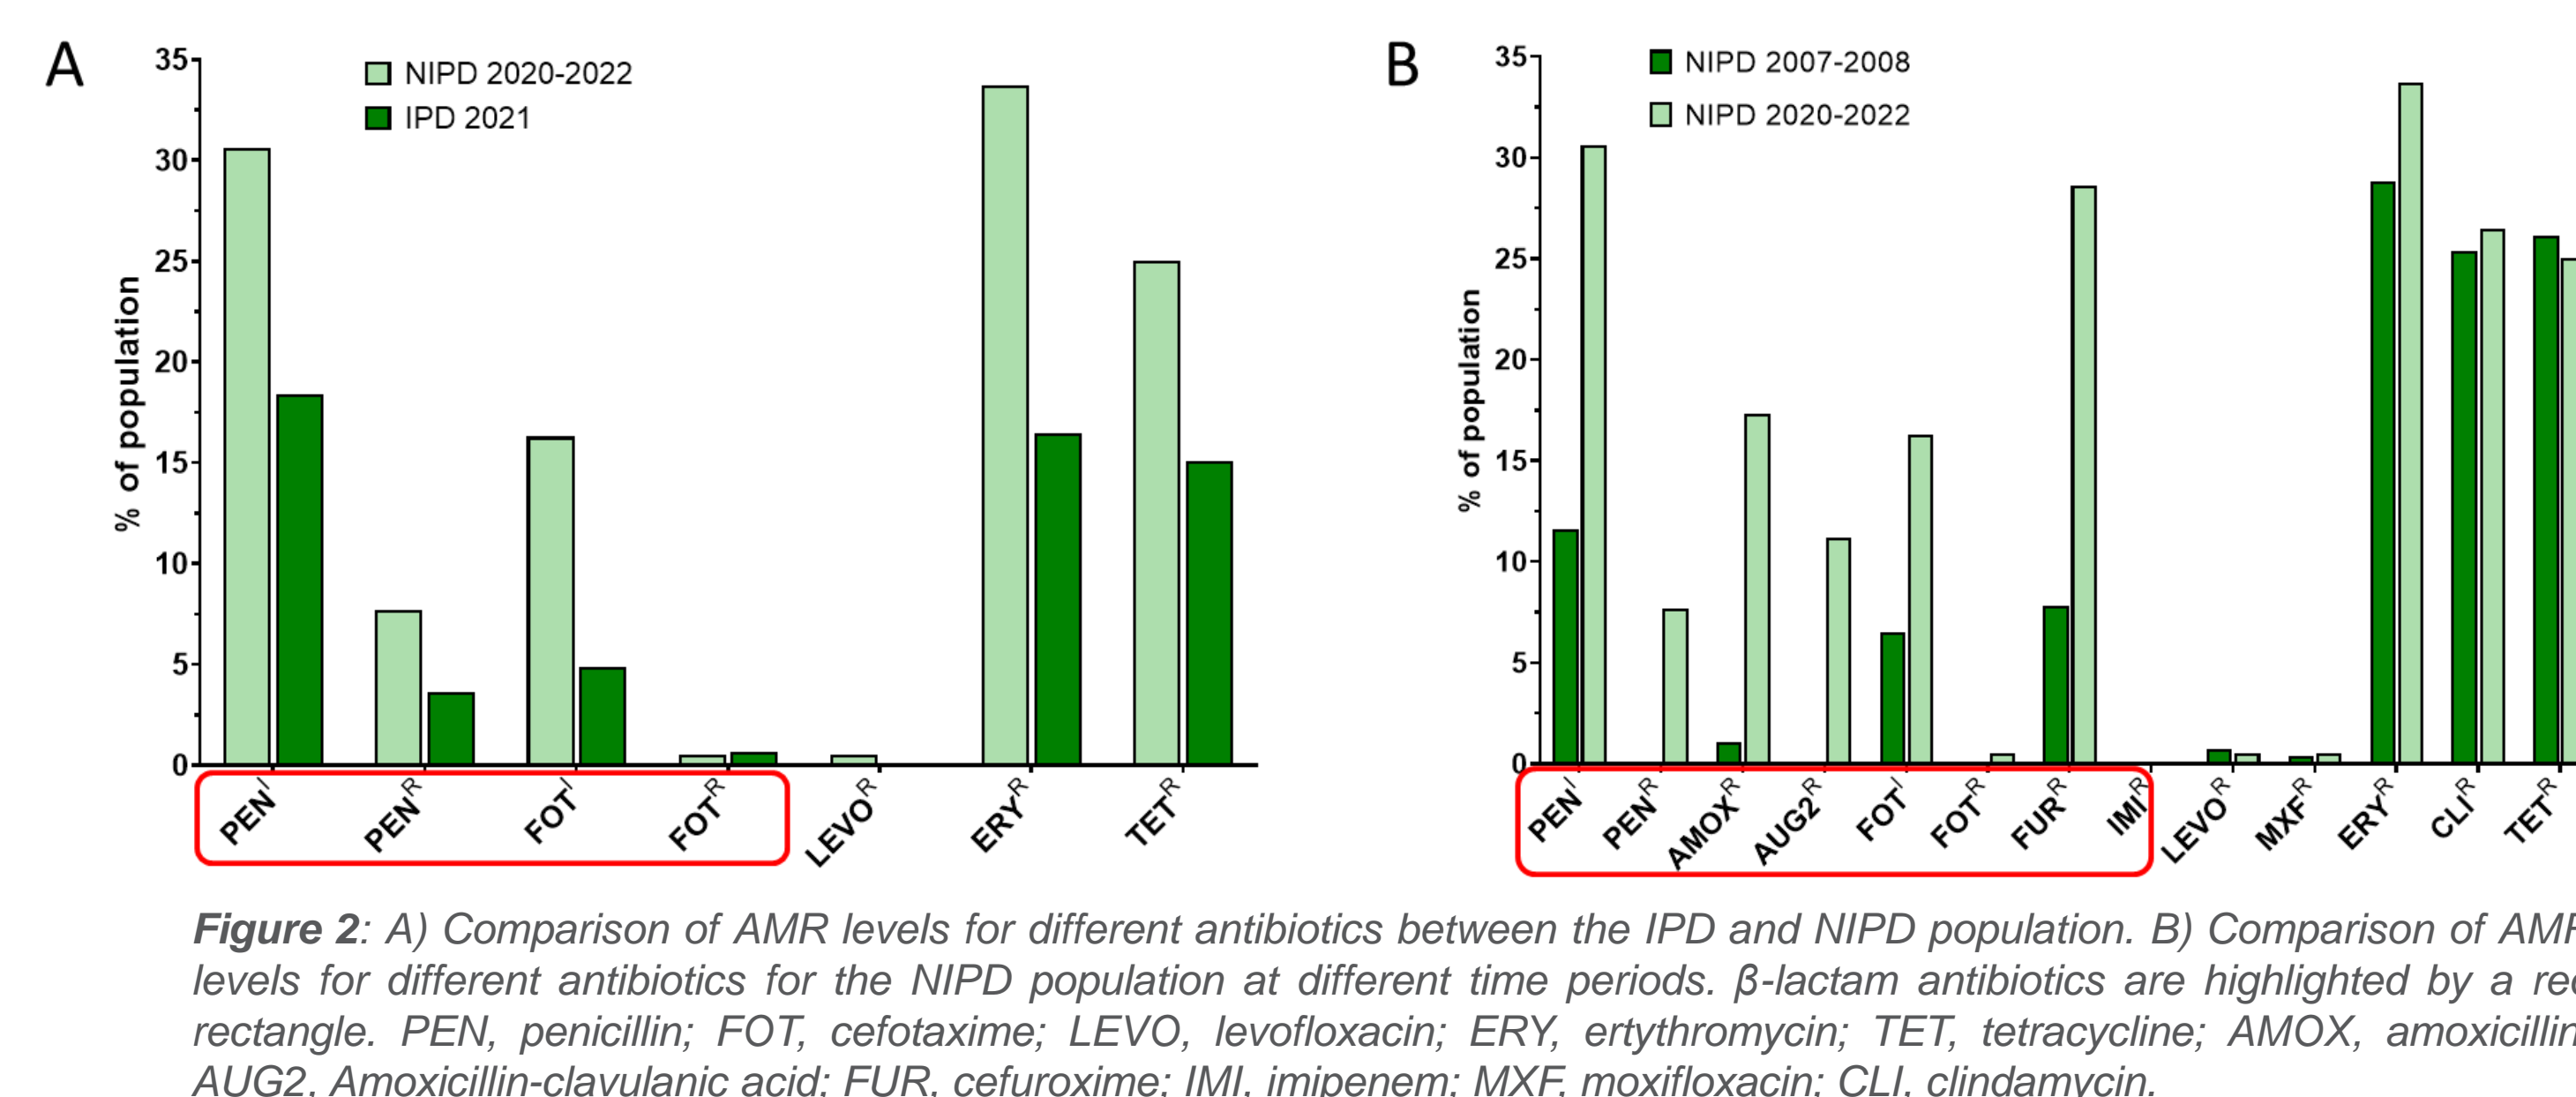 A
35
30
25
20
15
10
5
0
% of population
NIPD 2020-2022
IPD 2021
PEN^I
PEN^R
FOT^I
FOT^R
LEVO^R
ERY^R
TET^R
B
35
30
25
20
15
10
5
0
% of population
NIPD 2007-2008
NIPD 2020-2022
PEN^I
PEN^R
AMOX^R
AUG2^R
FOT^I
FOT^R
FUR^R
IMI^R
LEVO^R
MXF^R
ERY^R
CLI^R
TET^R
Figure 2: A) Comparison of AMR levels for different antibiotics between the IPD and NIPD population. B) Comparison of AMR
levels for different antibiotics for the NIPD population at different time periods. β-lactam antibiotics are highlighted by a red
rectangle. PEN, penicillin; FOT, cefotaxime; LEVO, levofloxacin; ERY, ertythromycin; TET, tetracycline; AMOX, amoxicillin
AUG2, Amoxicillin-clavulanic acid; FUR, cefuroxime; IMI, imipenem; MXF, moxifloxacin; CLI, clindamycin.